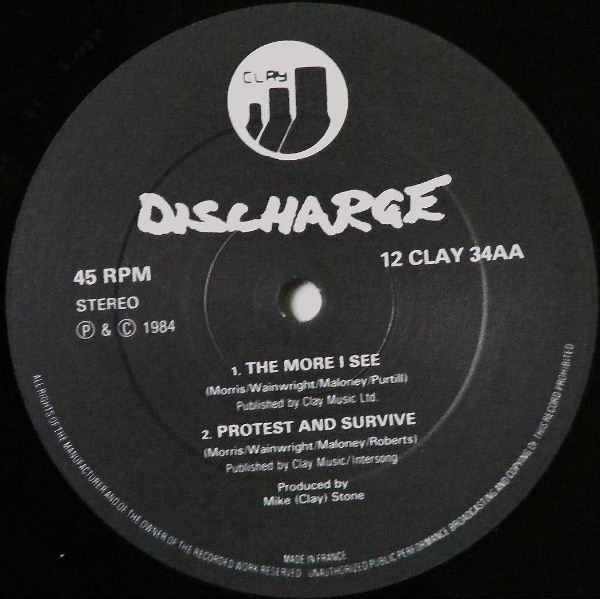 CLAY
DISCHARGE
45 RPM
12 CLAY 34AA
STEREO
Ⓟ & © 1984
1. THE MORE I SEE
(Morris/Wainwright/Maloney/Purtill)
Published by Clay Music Ltd.
2. PROTEST AND SURVIVE
(Morris/Wainwright/Maloney/Roberts)
Published by Clay Music/Intersong
Produced by
Mike (Clay) Stone
MADE IN FRANCE
ALL RIGHTS OF THE MANUFACTURER AND OF THE OWNER OF THE RECORDED WORK RESERVED. UNAUTHORIZED PUBLIC PERFORMANCE BROADCASTING AND COPYING OF THIS RECORD PROHIBITED